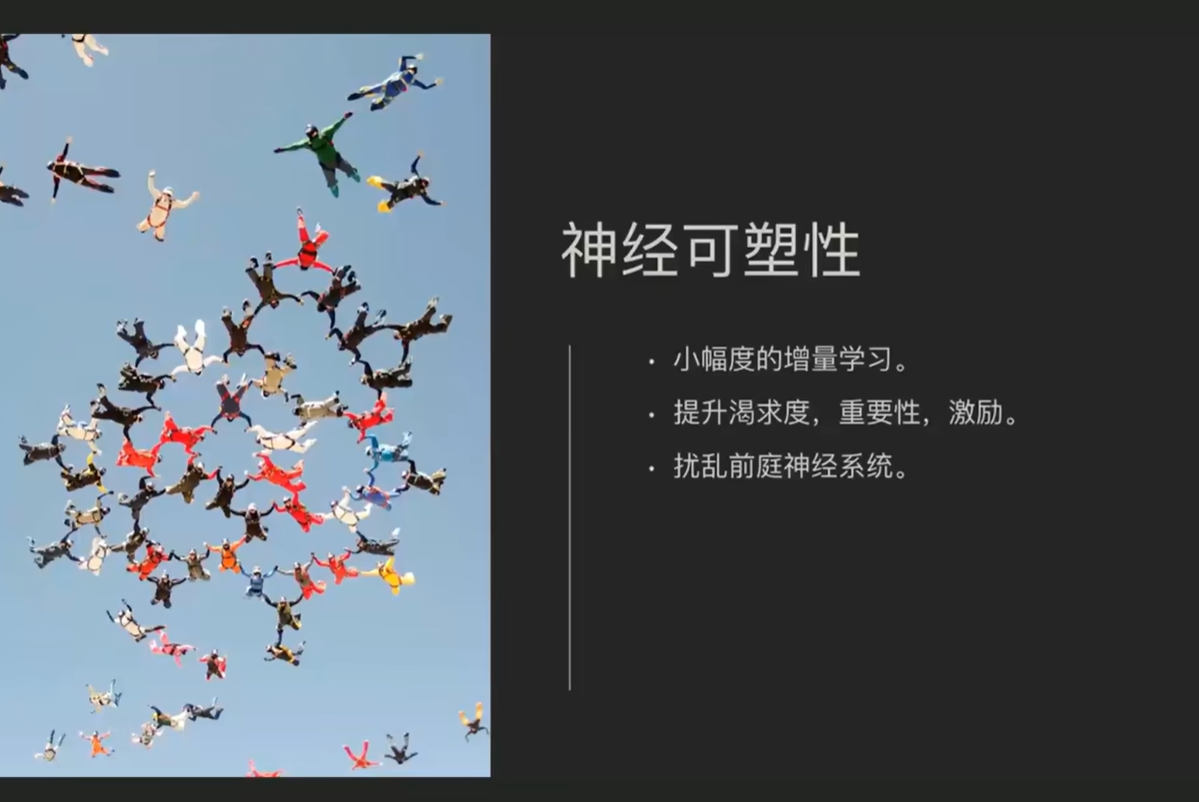 神经可塑性
• 小幅度的增量学习。
• 提升渴求度，重要性，激励。
• 扰乱前庭神经系统。